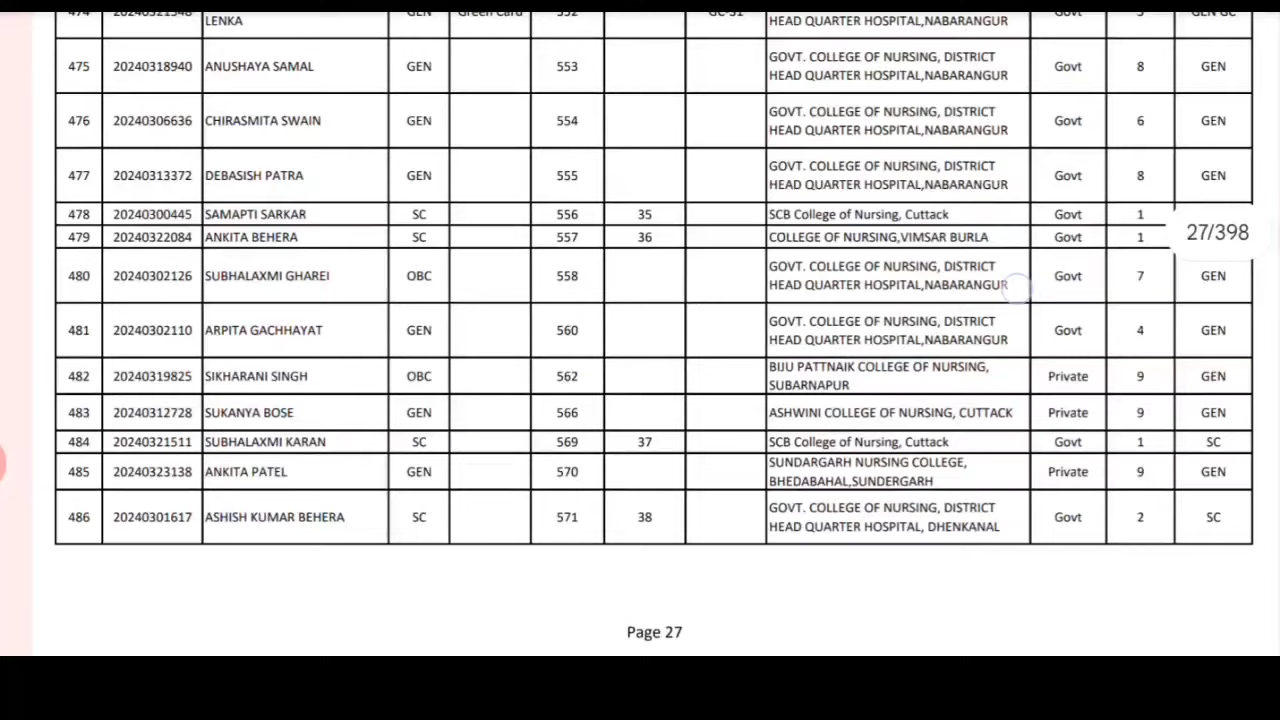 LENKA HEAD QUARTER HOSPITAL,NABARANGUR
475 20240318940 ANUSHAYA SAMAL GEN 553 GOVT. COLLEGE OF NURSING, DISTRICT HEAD QUARTER HOSPITAL,NABARANGUR Govt 8 GEN
476 20240306636 CHIRASMITA SWAIN GEN 554 GOVT. COLLEGE OF NURSING, DISTRICT HEAD QUARTER HOSPITAL,NABARANGUR Govt 6 GEN
477 20240313372 DEBASISH PATRA GEN 555 GOVT. COLLEGE OF NURSING, DISTRICT HEAD QUARTER HOSPITAL,NABARANGUR Govt 8 GEN
478 20240300445 SAMAPTI SARKAR SC 556 35 SCB College of Nursing, Cuttack Govt 1
27/398
479 20240322084 ANKITA BEHERA SC 557 36 COLLEGE OF NURSING,VIMSAR BURLA Govt 1
480 20240302126 SUBHALAXMI GHAREI OBC 558 GOVT. COLLEGE OF NURSING, DISTRICT HEAD QUARTER HOSPITAL,NABARANGUR Govt 7 GEN
481 20240302110 ARPITA GACHHAYAT GEN 560 GOVT. COLLEGE OF NURSING, DISTRICT HEAD QUARTER HOSPITAL,NABARANGUR Govt 4 GEN
482 20240319825 SIKHARANI SINGH OBC 562 BIJU PATTNAIK COLLEGE OF NURSING, SUBARNAPUR Private 9 GEN
483 20240312728 SUKANYA BOSE GEN 566 ASHWINI COLLEGE OF NURSING, CUTTACK Private 9 GEN
484 20240321511 SUBHALAXMI KARAN SC 569 37 SCB College of Nursing, Cuttack Govt 1 SC
485 20240323138 ANKITA PATEL GEN 570 SUNDARGARH NURSING COLLEGE, BHEDABAHAL,SUNDERGARH Private 9 GEN
486 20240301617 ASHISH KUMAR BEHERA SC 571 38 GOVT. COLLEGE OF NURSING, DISTRICT HEAD QUARTER HOSPITAL, DHENKANAL Govt 2 SC
Page 27